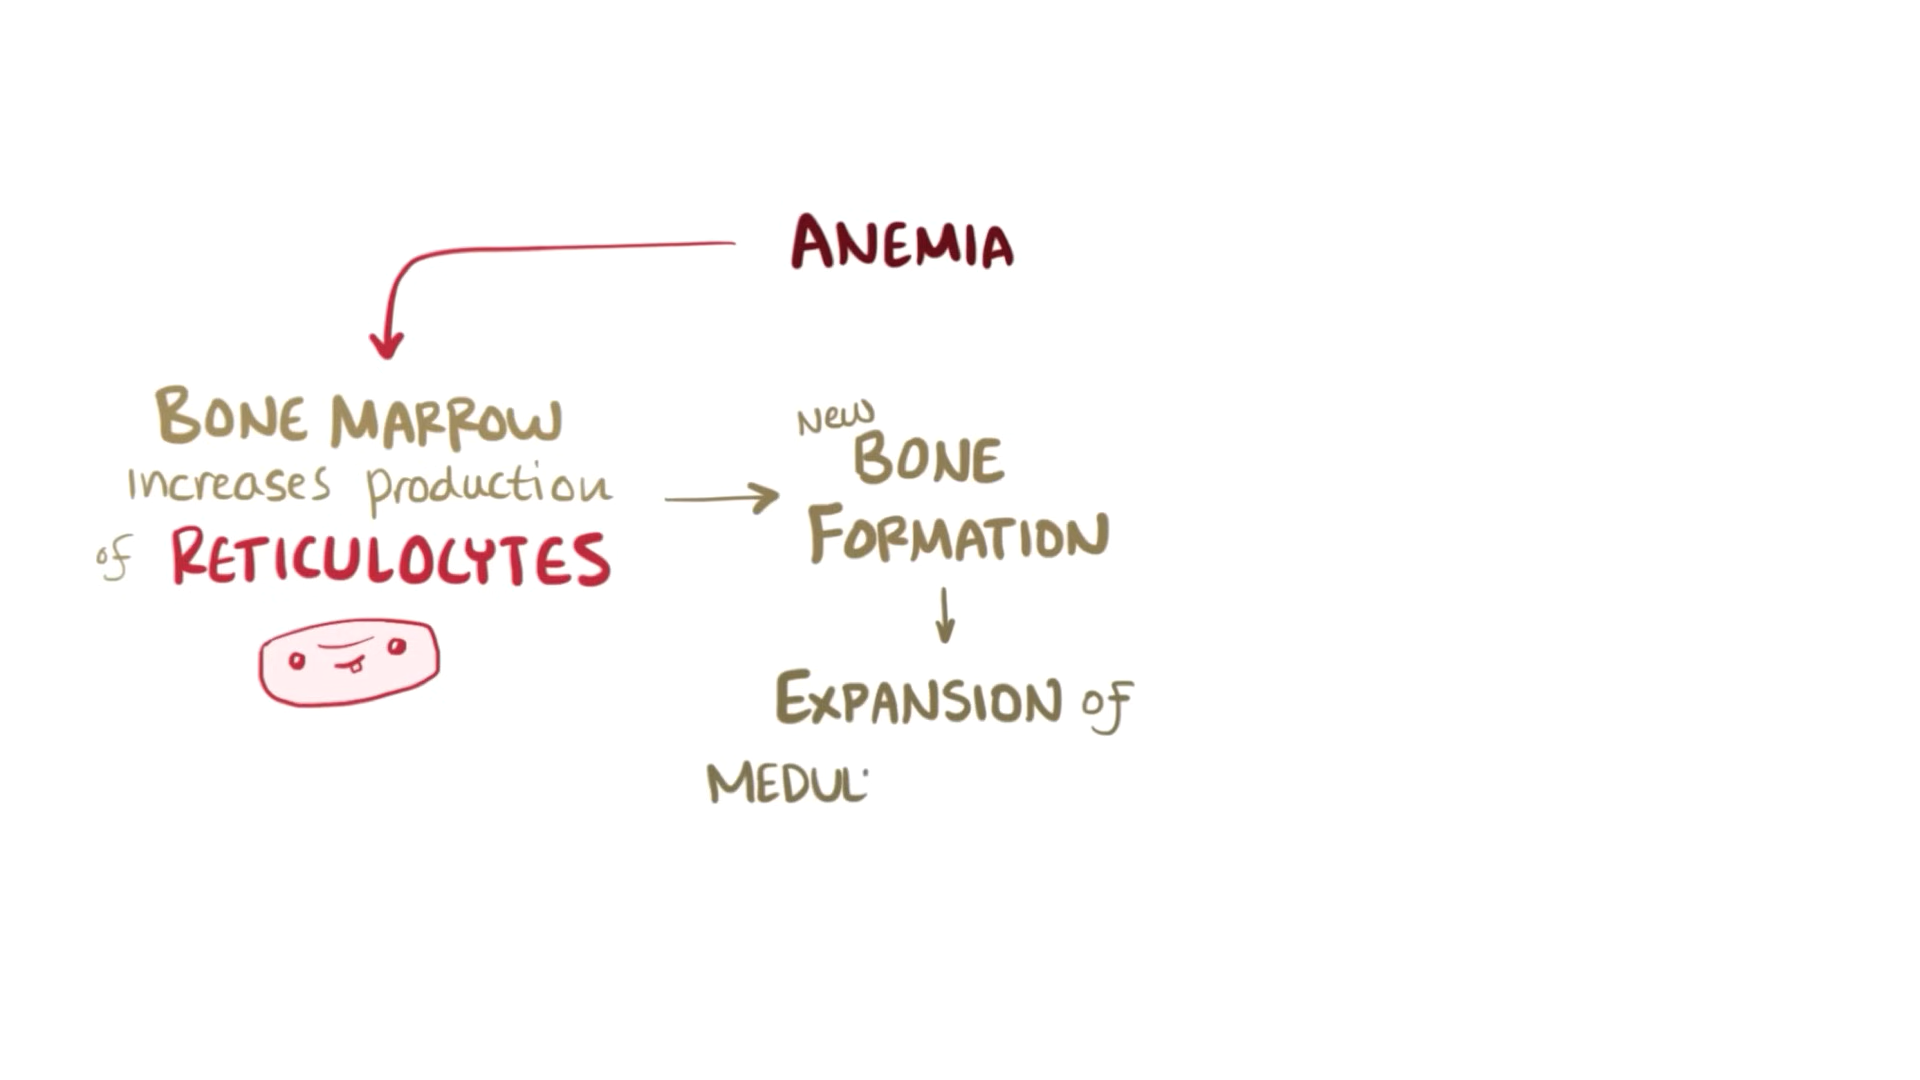 ANEMIA
BONE MARROW
increases production
of RETICULOCYTES
New
BONE
FORMATION
EXPANSION of
MEDUL